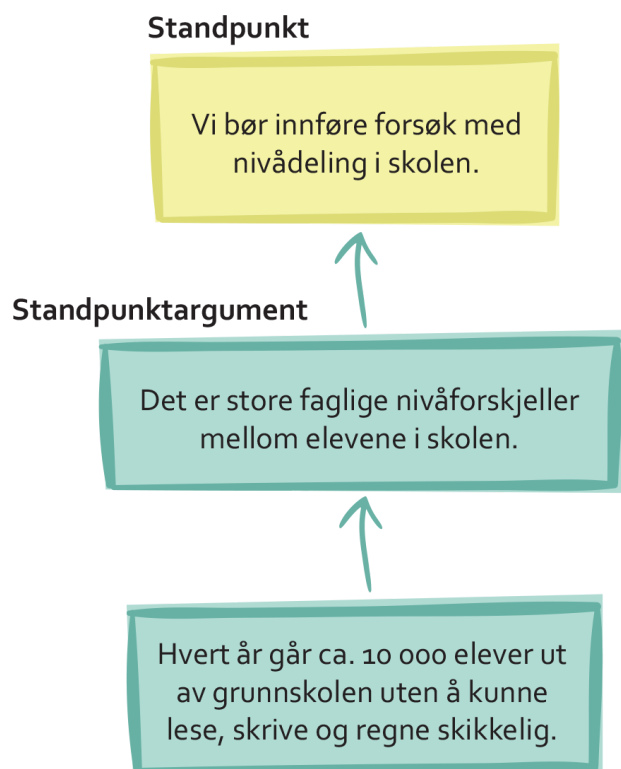 Standpunkt
Vi bør innføre forsøk med
nivådeling i skolen.
Standpunktargument
Det er store faglige nivåforskjeller
mellom elevene i skolen.
Hvert år går ca. 10 000 elever ut
av grunnskolen uten å kunne
lese, skrive og regne skikkelig.